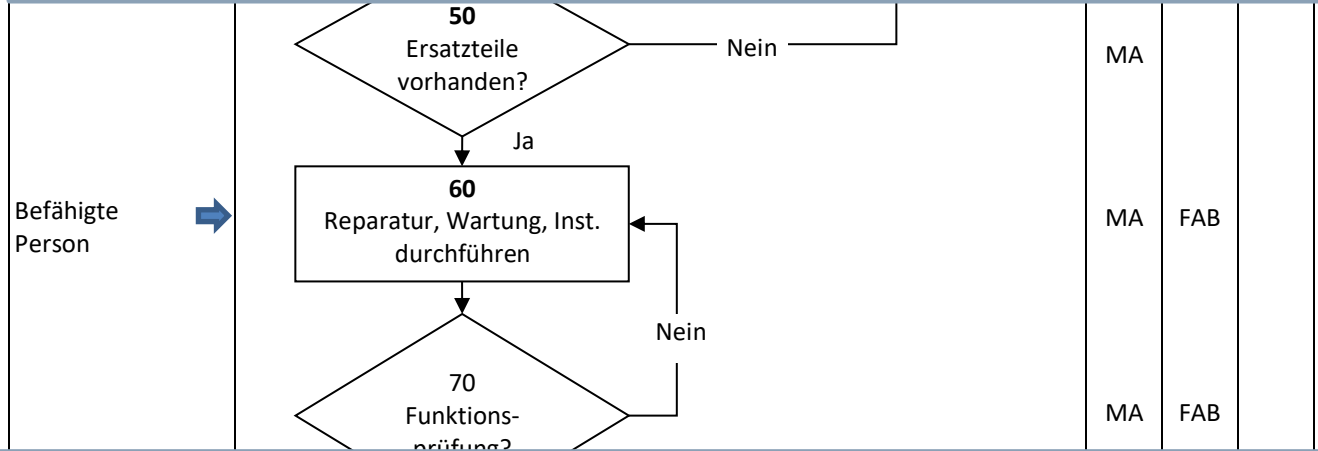 50
Ersatzteile
vorhanden?
Nein
MA
Ja
Befähigte
Person
60
Reparatur, Wartung, Inst.
durchführen
MA
FAB
Nein
70
Funktions-
prüfung?
MA
FAB